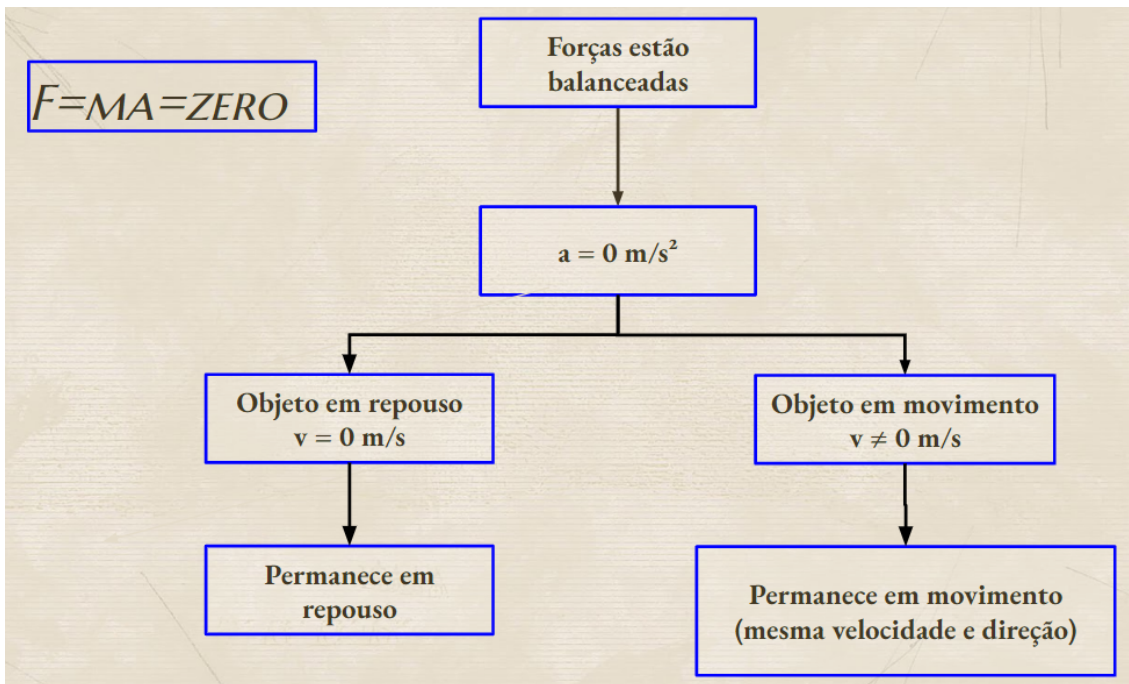 F=MA=ZERO
Forças estão
balanceadas
a = 0 m/s²
Objeto em repouso
v = 0 m/s
Objeto em movimento
v ≠ 0 m/s
Permanece em
repouso
Permanece em movimento
(mesma velocidade e direção)